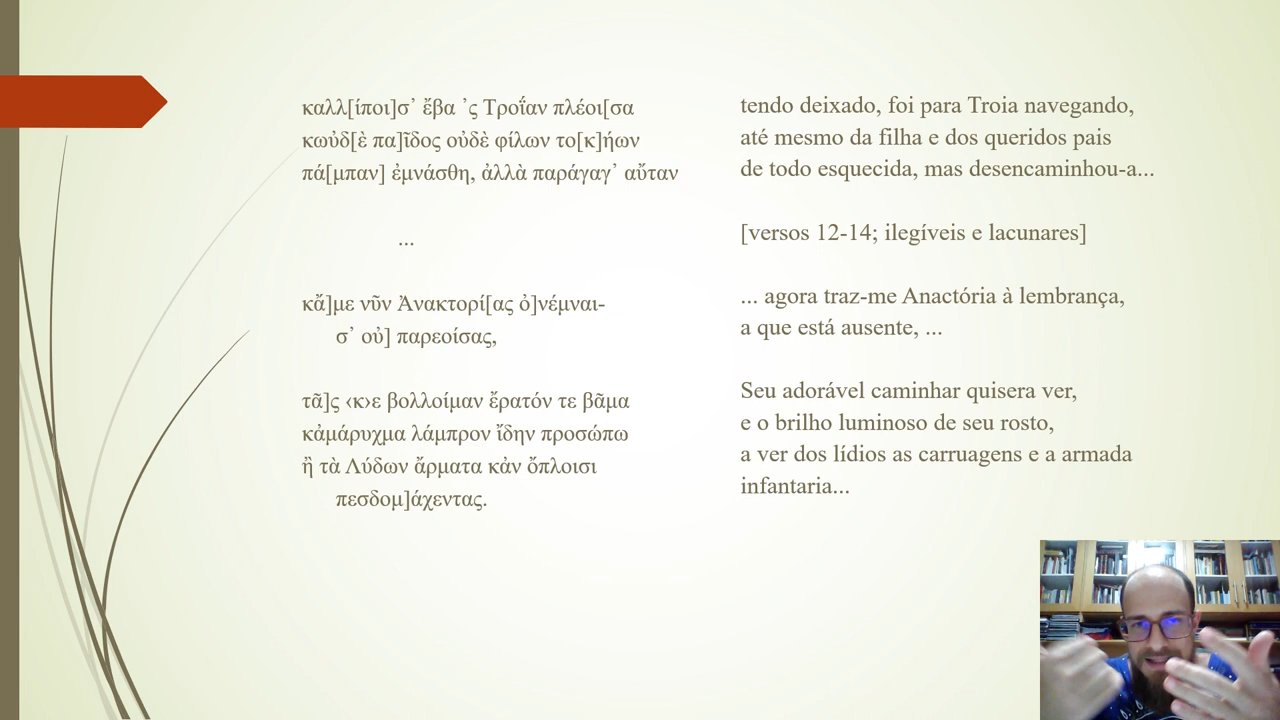 καλλ[ίποι]σ᾽ ἔβα ᾽ς Τροΐαν πλέοι[σα
κωὐδ[ὲ πα]ῖδος οὐδὲ φίλων το[κ]ήων
πά[μπαν] ἐμνάσθη, ἀλλὰ παράγαγ᾽ αὔταν
...
κἄ]με νῦν Ἀνακτορί[ας ὀ]νέμναι-
σ᾽ οὐ] παρεοίσας,
τᾶ]ς ‹κ›ε βολλοίμαν ἔρατόν τε βᾶμα
κἀμάρυχμα λάμπρον ἴδην προσώπω
ἢ τὰ Λύδων ἄρματα κἀν ὄπλοισι
πεσδομ]άχεντας.
tendo deixado, foi para Troia navegando,
até mesmo da filha e dos queridos pais
de todo esquecida, mas desencaminhou-a...
[versos 12-14; ilegíveis e lacunares]
... agora traz-me Anactória à lembrança,
a que está ausente, ...
Seu adorável caminhar quisera ver,
e o brilho luminoso de seu rosto,
a ver dos lídios as carruagens e a armada
infantaria...